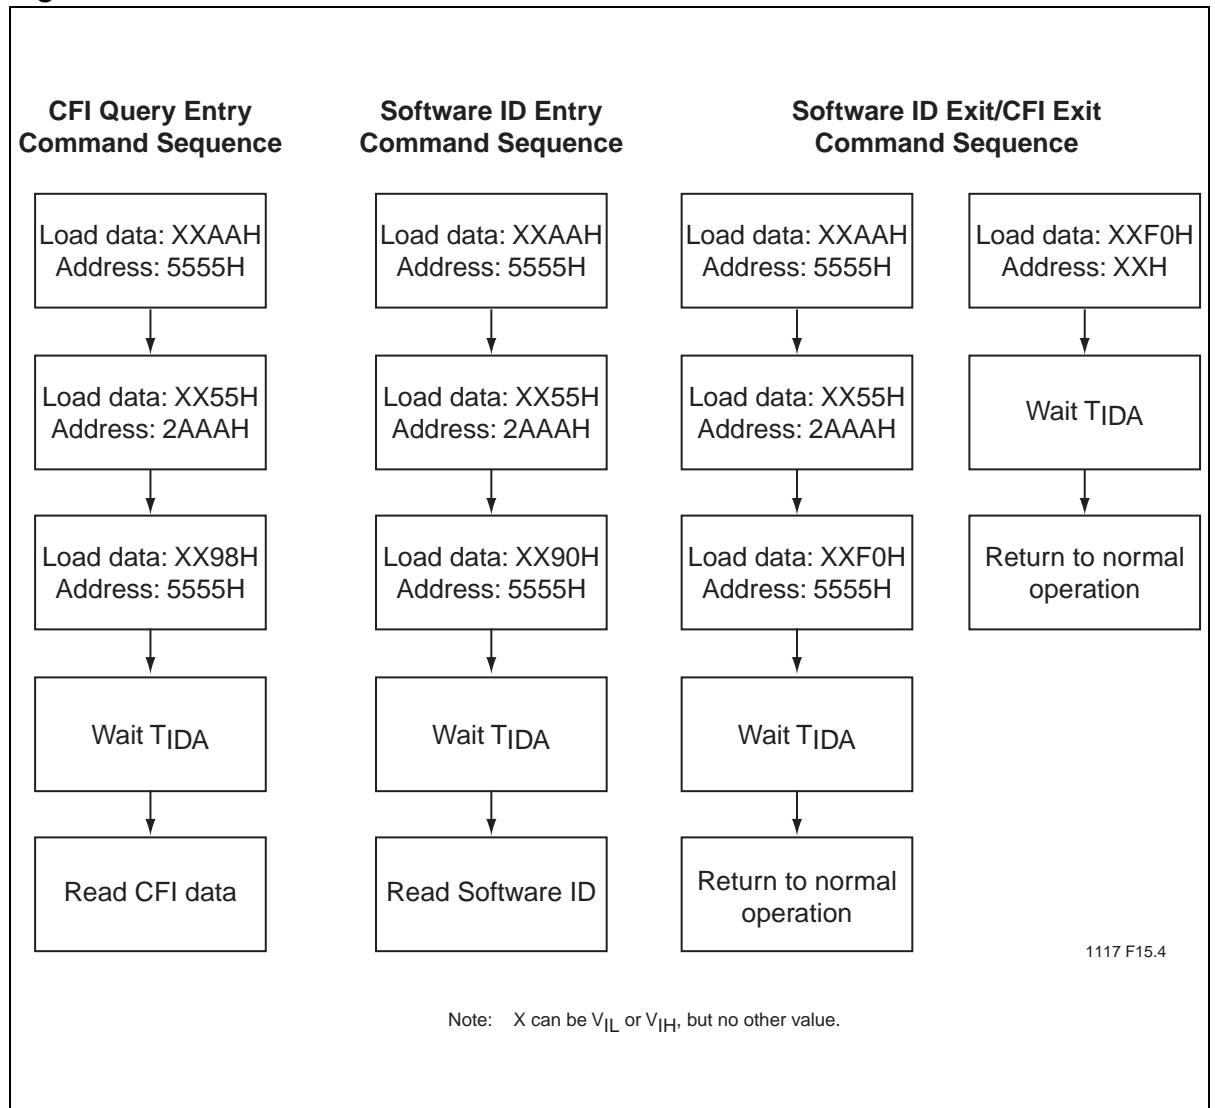 CFI Query Entry
Command Sequence
Load data: XXAAH
Address: 5555H
Load data: XX55H
Address: 2AAAH
Load data: XX98H
Address: 5555H
Wait TIDA
Read CFI data
Software ID Entry
Command Sequence
Load data: XXAAH
Address: 5555H
Load data: XX55H
Address: 2AAAH
Load data: XX90H
Address: 5555H
Wait TIDA
Read Software ID
Software ID Exit/CFI Exit
Command Sequence
Load data: XXAAH
Address: 5555H
Load data: XX55H
Address: 2AAAH
Load data: XXF0H
Address: 5555H
Wait TIDA
Return to normal
operation
Load data: XXF0H
Address: XXH
Wait TIDA
Return to normal
operation
1117 F15.4
Note: X can be VIL or VIH, but no other value.